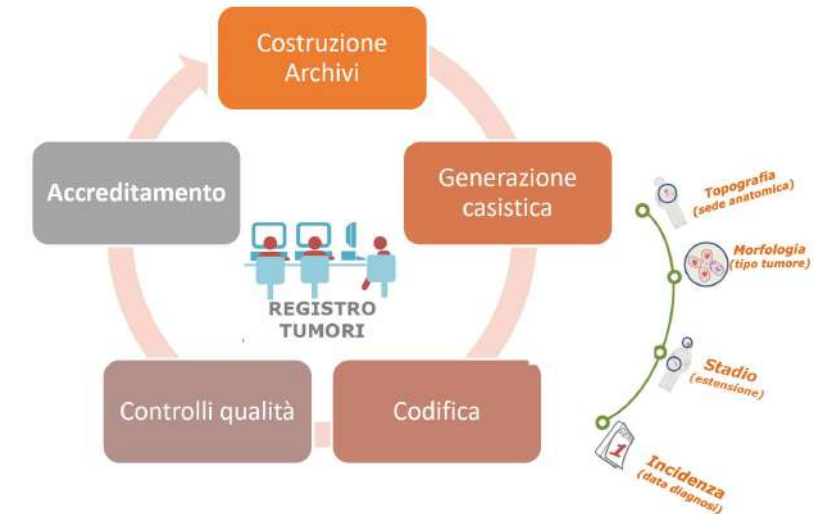 Costruzione
Archivi
Generazione
casistica
Codifica
Controlli qualità
Accreditamento
REGISTRO
TUMORI
Topografia
(sede anatomica)
Morfologia
(tipo tumore)
Stadio
(estensione)
1
Incidenza
(data diagnosi)